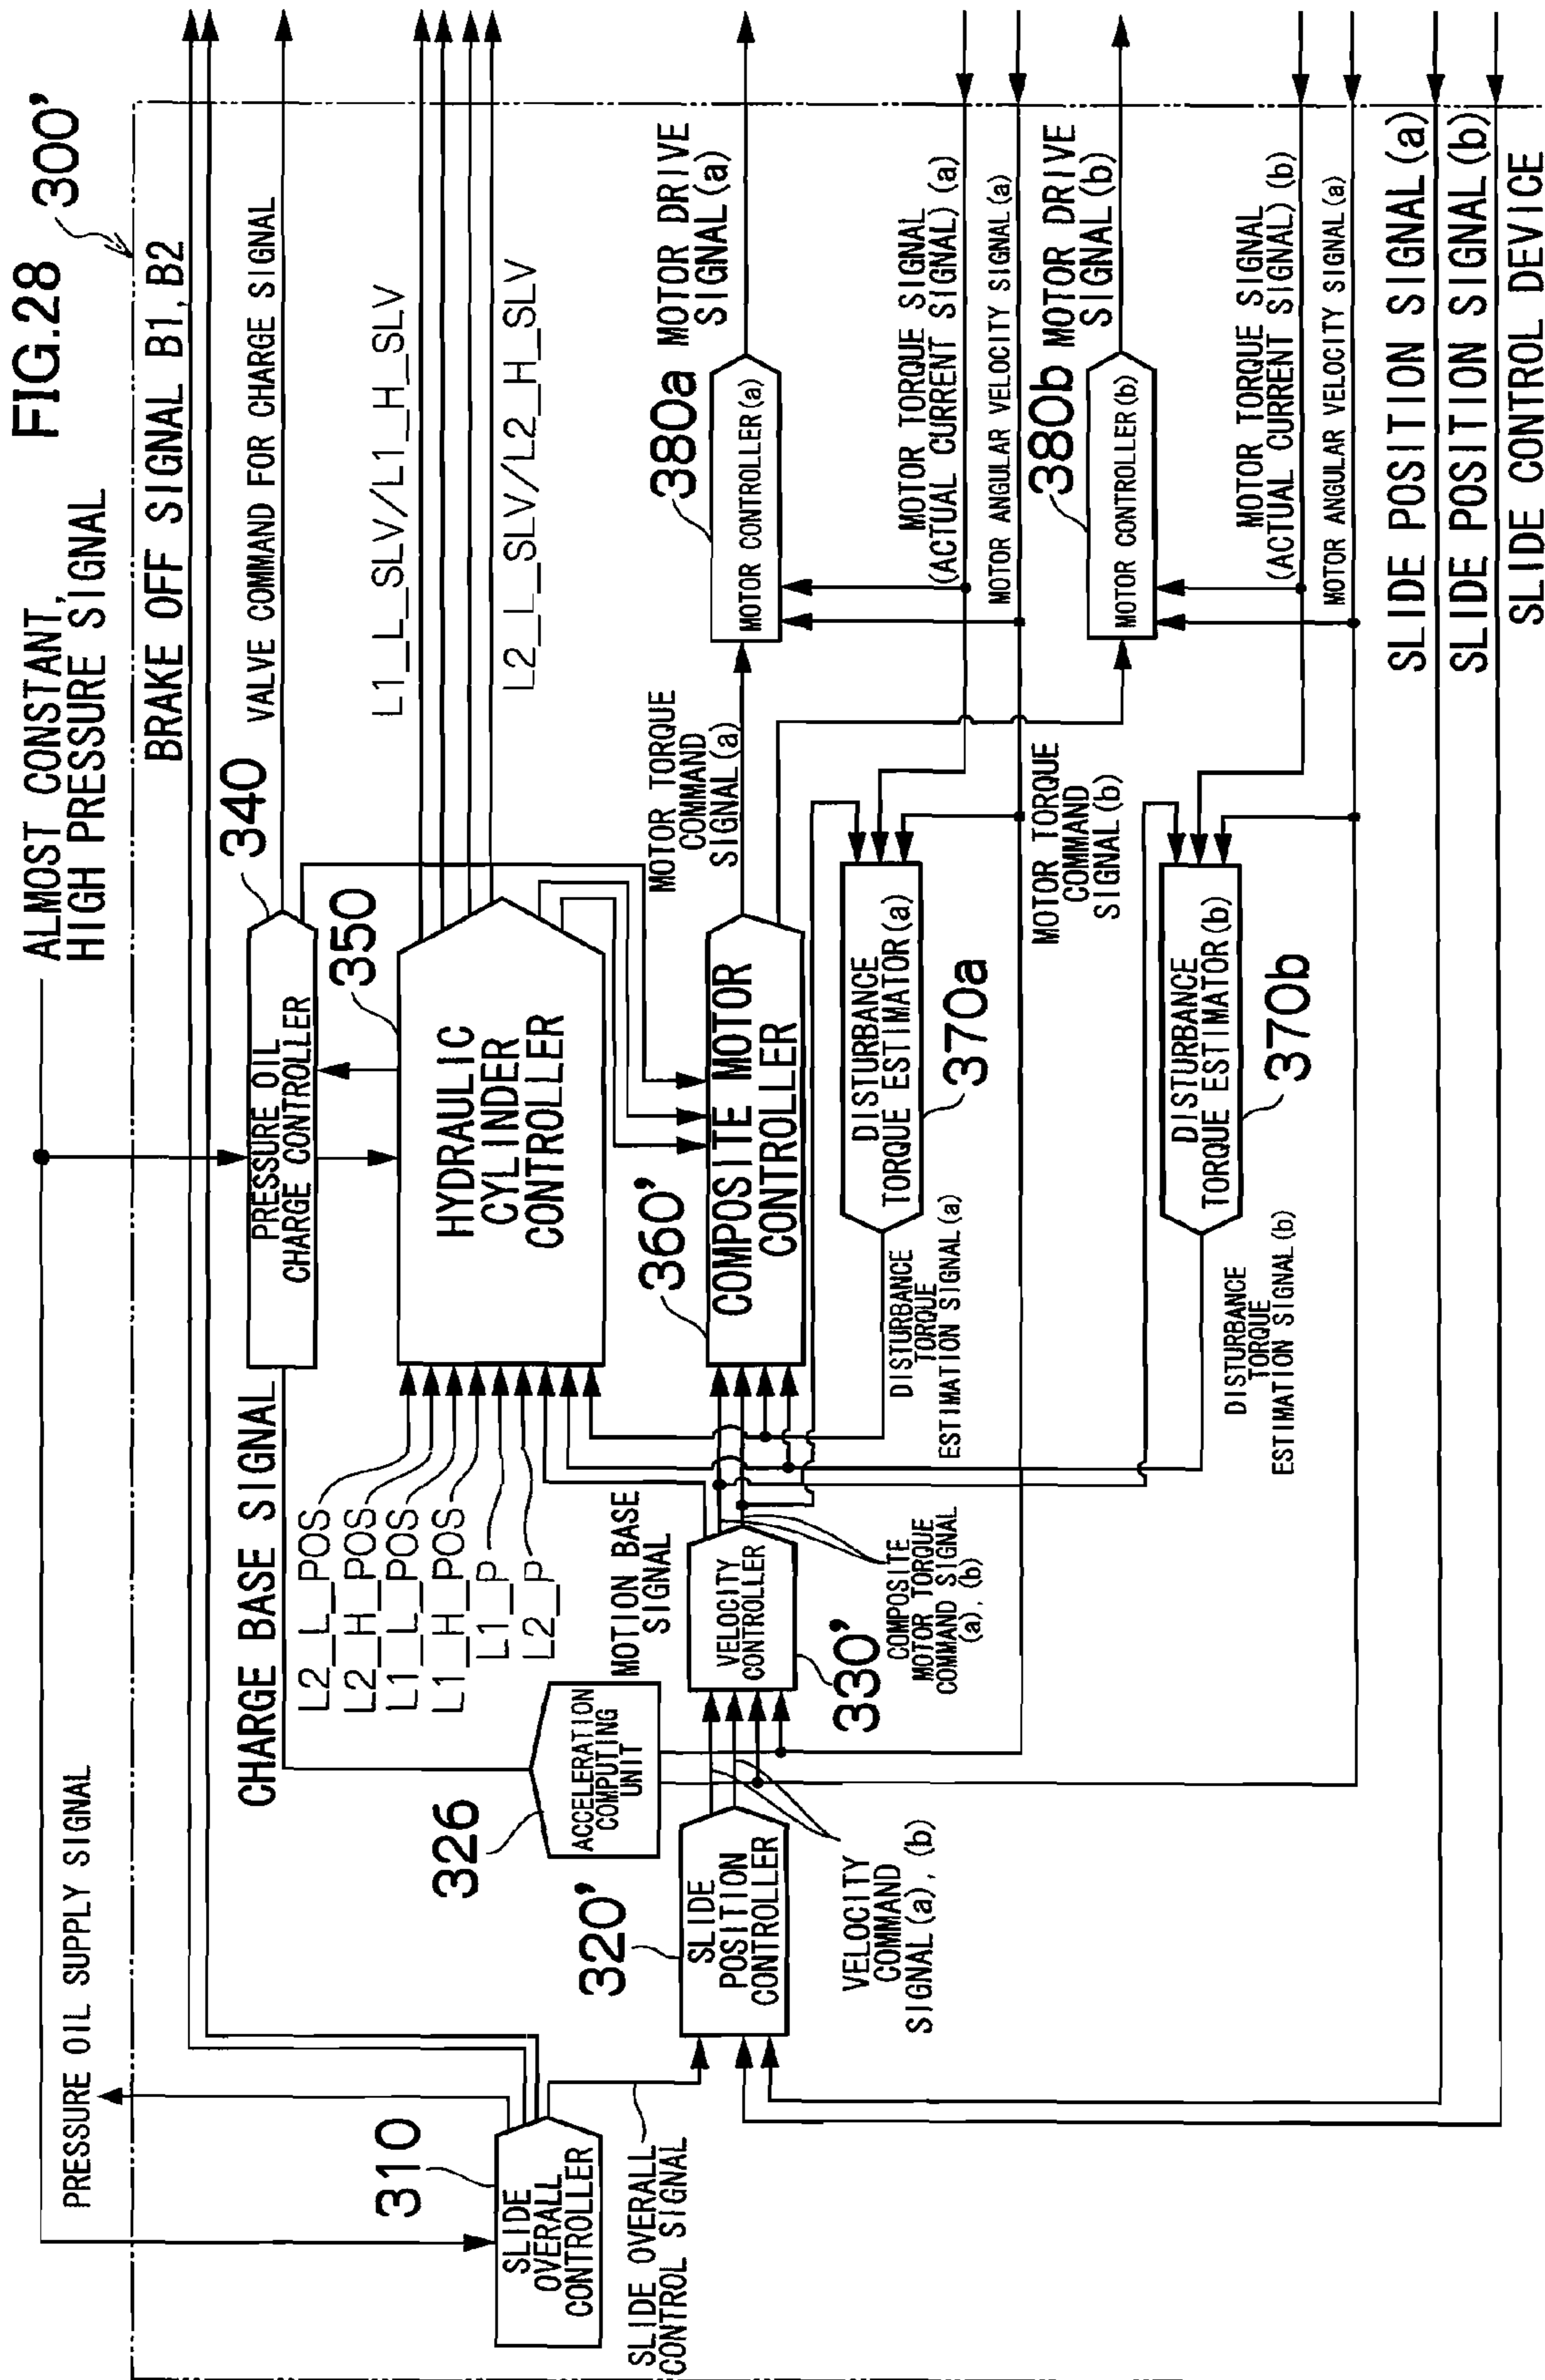 FIG.28
300'
ALMOST CONSTANT,
HIGH PRESSURE SIGNAL
PRESSURE OIL SUPPLY SIGNAL
BRAKE OFF SIGNAL B1, B2
VALVE COMMAND FOR CHARGE SIGNAL
340
PRESSURE OIL
CHARGE CONTROLLER
CHARGE BASE SIGNAL
L1_L_SLV/L1_H_SLV
L2_L_SLV/L2_H_SLV
350
HYDRAULIC
CYLINDER
CONTROLLER
L2_L_POS
L2_H_POS
L1_L_POS
L1_H_POS
L1_P
L2_P
310
SLIDE
OVERALL
CONTROLLER
SLIDE OVERALL
CONTROL SIGNAL
326
ACCELERATION
COMPUTING
UNIT
320'
SLIDE
POSITION
CONTROLLER
VELOCITY
COMMAND
SIGNAL(a), (b)
MOTION BASE
SIGNAL
VELOCITY
CONTROLLER
330'
COMPOSITE
MOTOR TORQUE
COMMAND SIGNAL
(a), (b)
360'
COMPOSITE MOTOR
CONTROLLER
MOTOR TORQUE
COMMAND
SIGNAL(a)
380a
MOTOR CONTROLLER(a)
MOTOR DRIVE
SIGNAL(a)
DISTURBANCE
TORQUE ESTIMATOR(a)
370a
DISTURBANCE
TORQUE
ESTIMATION SIGNAL(a)
MOTOR TORQUE SIGNAL
(ACTUAL CURRENT SIGNAL)(a)
MOTOR ANGULAR VELOCITY SIGNAL(a)
MOTOR TORQUE
COMMAND
SIGNAL(b)
380b
MOTOR CONTROLLER(b)
MOTOR DRIVE
SIGNAL(b)
DISTURBANCE
TORQUE ESTIMATOR(b)
370b
DISTURBANCE
TORQUE
ESTIMATION SIGNAL(b)
MOTOR TORQUE SIGNAL
(ACTUAL CURRENT SIGNAL)(b)
MOTOR ANGULAR VELOCITY SIGNAL(a)
SLIDE POSITION SIGNAL(a)
SLIDE POSITION SIGNAL(b)
SLIDE CONTROL DEVICE